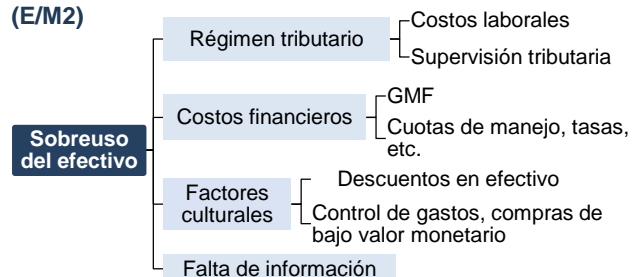 (E/M2)
Sobreuso
del efectivo
Régimen tributario
Costos laborales
Supervisión tributaria
Costos financieros
GMF
Cuotas de manejo, tasas,
etc.
Factores
culturales
Descuentos en efectivo
Control de gastos, compras de
bajo valor monetario
Falta de información